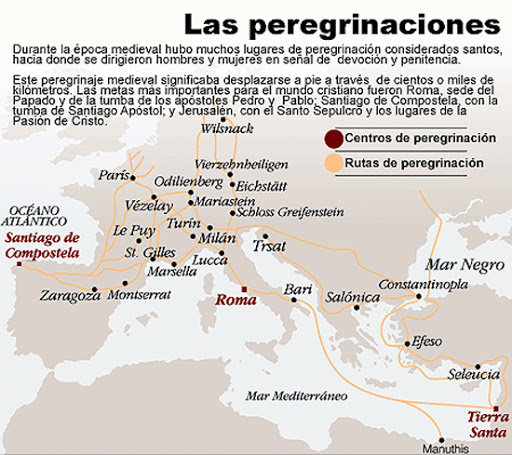 Las peregrinaciones
Durante la época medieval hubo muchos lugares de peregrinación considerados santos,
hacia donde se dirigieron hombres y mujeres en señal de devoción y penitencia.
Este peregrinaje medieval significaba desplazarse a pie a través de cientos o miles de
kilómetros. Las metas mas importantes para el mundo cristiano fueron Roma, sede del
Papado y de la tumba de los apóstoles Pedro y Pablo; Santiago de Compostela, con la
tumba de Santiago Apóstol; y Jerusalén, con el Santo Sepulcro y los lugares de la
Pasión de Cristo.
Wilsnack
Centros de peregrinación
Rutas de peregrinación
Vierzehnheiligen
París
Odilienberg
Eichstätt
Mariastein
Vézelay
Schloss Greifenstein
OCÉANO
ATLÁNTICO
Santiago de
Compostela
Le Puy
Turín
Milán
Trsat
St. Gilles
Marsella
Lucca
Mar Negro
Zaragoza
Montserrat
Roma
Bari
Salónica
Constantinopla
Efeso
Seleucia
Mar Mediterráneo
Tierra
Santa
Manuthis